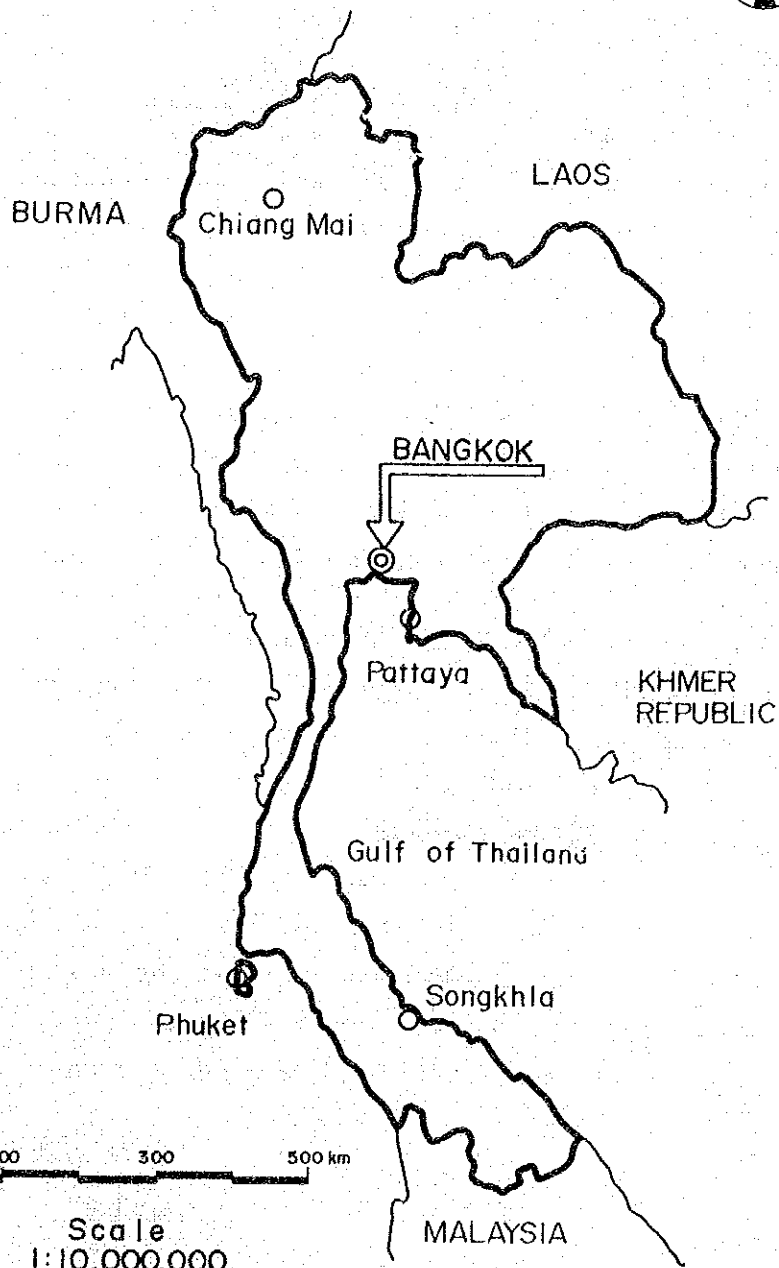 LAOS
BURMA
Chiang Mai
BANGKOK
Pattaya
KHMER
REPUBLIC
Gulf of Thailand
Songkhla
Phuket
00 300 500 km
Scale
1:10,000,000
MALAYSIA